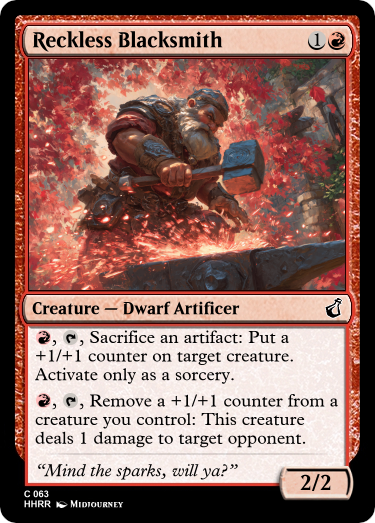 Reckless Blacksmith 1
Creature — Dwarf Artificer
, , Sacrifice an artifact: Put a
+1/+1 counter on target creature.
Activate only as a sorcery.
, , Remove a +1/+1 counter from a
creature you control: This creature
deals 1 damage to target opponent.
“Mind the sparks, will ya?”
2/2
C 063
HHRR Midjourney